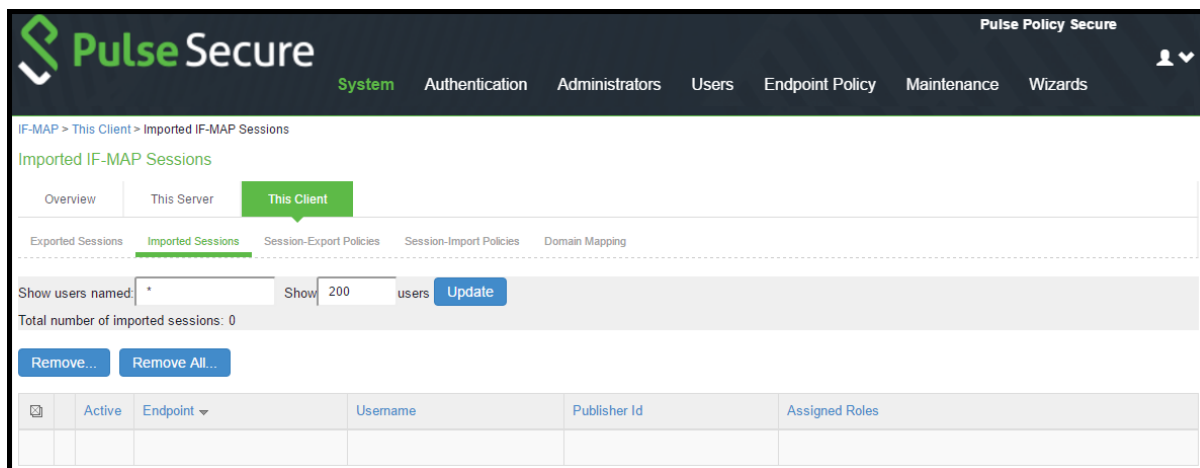 Pulse Policy Secure
Pulse Secure
System Authentication Administrators Users Endpoint Policy Maintenance Wizards
IF-MAP > This Client > Imported IF-MAP Sessions
Imported IF-MAP Sessions
Overview This Server This Client
Exported Sessions Imported Sessions Session-Export Policies Session-Import Policies Domain Mapping
Show users named: * Show 200 users Update
Total number of imported sessions: 0
Remove... Remove All...
Active Endpoint Username Publisher Id Assigned Roles